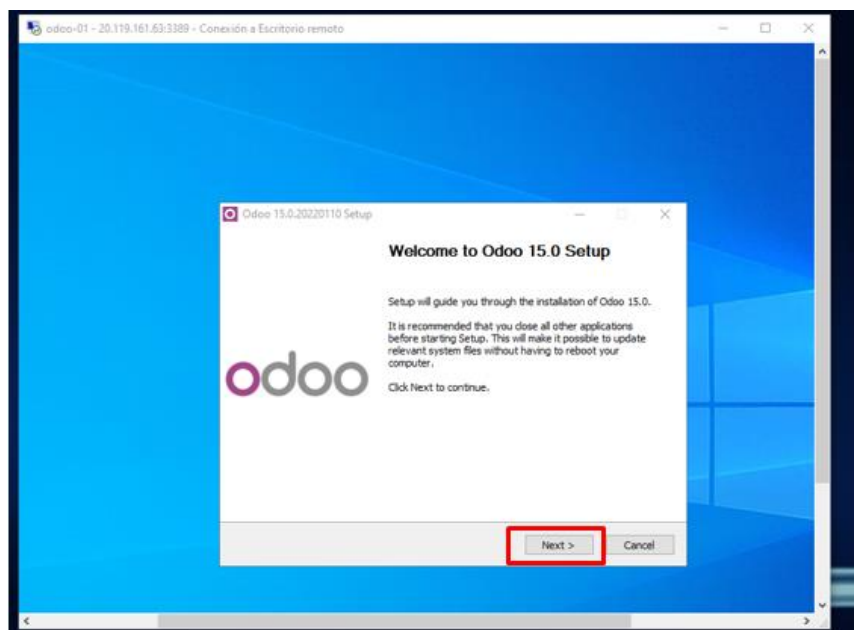 odoo-01 - 20.119.161.63:3389 - Conexión a Escritorio remoto
Odoo 15.0.20220110 Setup
Welcome to Odoo 15.0 Setup
Setup will guide you through the installation of Odoo 15.0.
It is recommended that you close all other applications
before starting Setup. This will make it possible to update
relevant system files without having to reboot your
computer.
odoo
Click Next to continue.
Next >
Cancel